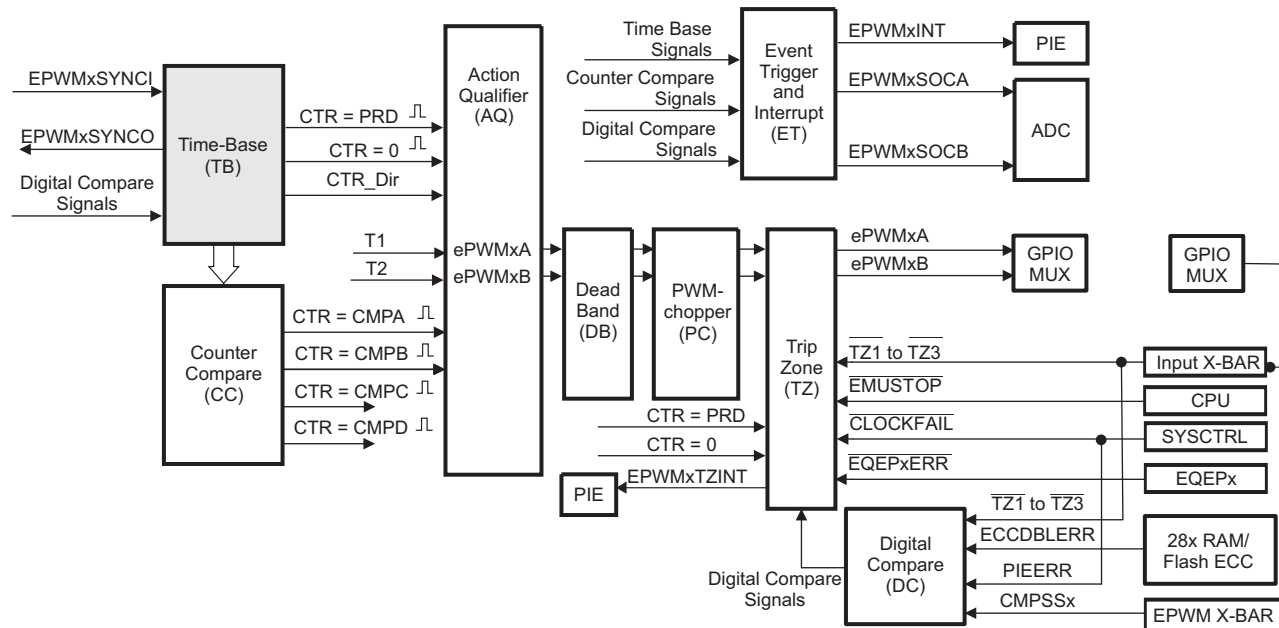 EPWMxSYNCI
EPWMxSYNCO
Digital Compare
Signals
Time-Base
(TB)
CTR = PRD
CTR = 0
CTR_Dir
T1
T2
Counter
Compare
(CC)
CTR = CMPA
CTR = CMPB
CTR = CMPC
CTR = CMPD
Action
Qualifier
(AQ)
ePWMxA
ePWMxB
Time Base
Signals
Counter Compare
Signals
Digital Compare
Signals
Event
Trigger
and
Interrupt
(ET)
EPWMxINT
EPWMxSOCA
EPWMxSOCB
PIE
ADC
Dead
Band
(DB)
PWM-
chopper
(PC)
Trip
Zone
(TZ)
ePWMxA
ePWMxB
GPIO
MUX
GPIO
MUX
TZ1 to TZ3
EMUSTOP
CLOCKFAIL
EQEPxERR
Input X-BAR
CPU
SYSCTRL
EQEPx
CTR = PRD
CTR = 0
EPWMxTZINT
PIE
Digital Compare
Signals
Digital
Compare
(DC)
TZ1 to TZ3
ECCDBLERR
PIEERR
CMPSSx
28x RAM/
Flash ECC
EPWM X-BAR